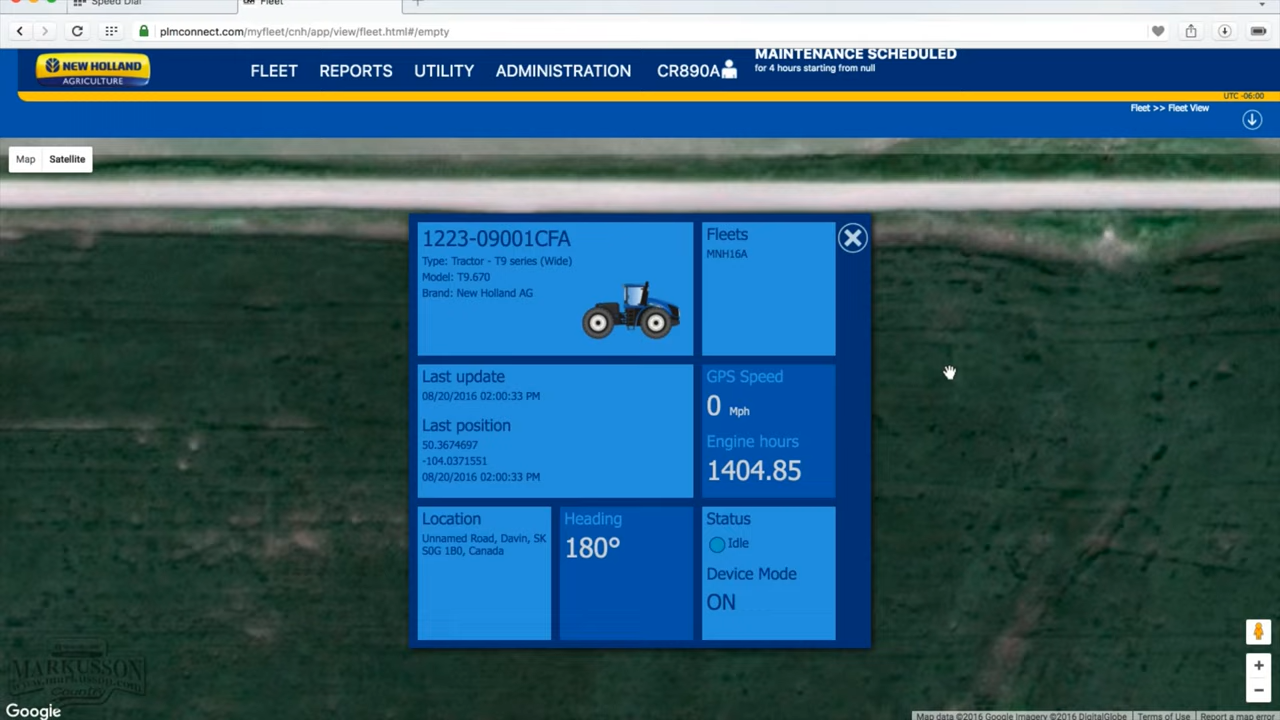 Speed Dial
Fleet
plmconnect.com/myfleet/cnh/app/view/fleet.html#/empty
NEW HOLLAND
AGRICULTURE
FLEET REPORTS UTILITY ADMINISTRATION CR890A
MAINTENANCE SCHEDULED
for 4 hours starting from null
UTC -06:00
Fleet >> Fleet View
Map Satellite
1223-09001CFA
Type: Tractor - T9 series (Wide)
Model: T9.670
Brand: New Holland AG
Fleets
MNH16A
Last update
08/20/2016 02:00:33 PM
Last position
50.3674697
-104.0371551
08/20/2016 02:00:33 PM
GPS Speed
0 Mph
Engine hours
1404.85
Location
Unnamed Road, Davin, SK
S0G 1B0, Canada
Heading
180°
Status
Idle
Device Mode
ON
MARKUSSON
www.markusson.com
Country
Google
Map data ©2016 Google Imagery ©2016 DigitalGlobe Terms of Use Report a map error